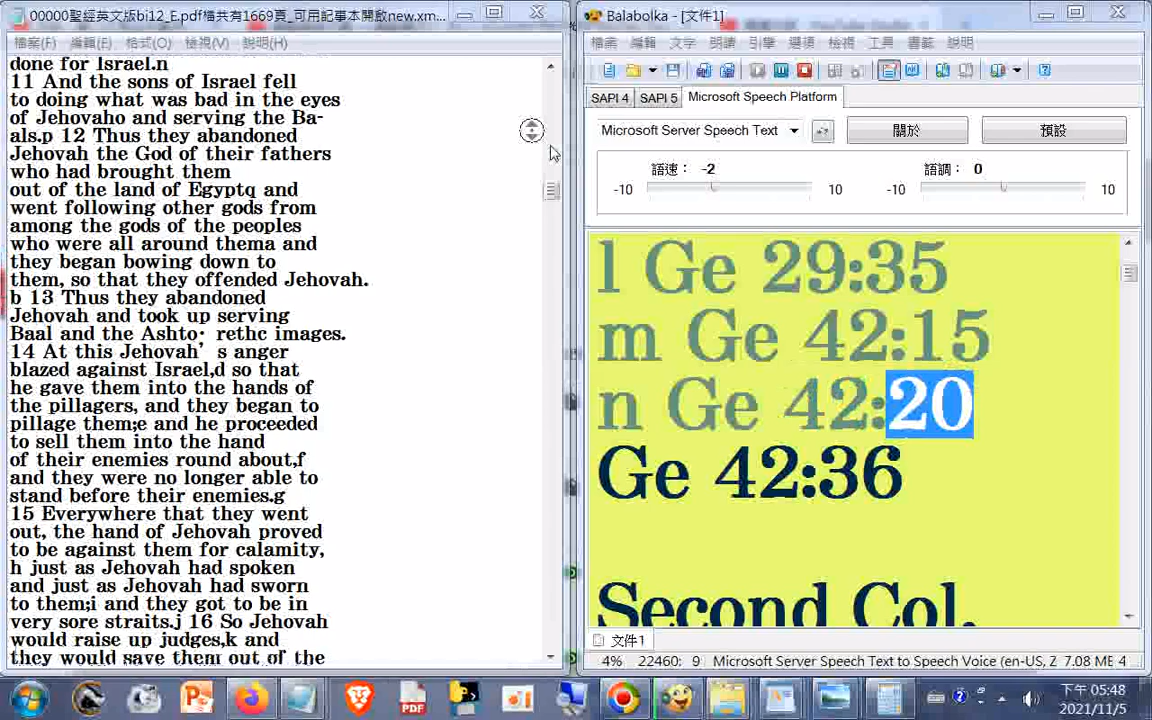 00000聖經英文版bi12_E.pdf檔共有1669頁_可用記事本開啟new.xm...
檔案(F) 編輯(E) 格式(O) 檢視(V) 說明(H)
done for Israel.n
11 And the sons of Israel fell
to doing what was bad in the eyes
of Jehovaho and serving the Ba-
als.p 12 Thus they abandoned
Jehovah the God of their fathers
who had brought them
out of the land of Egyptq and
went following other gods from
among the gods of the peoples
who were all around thema and
they began bowing down to
them, so that they offended Jehovah.
b 13 Thus they abandoned
Jehovah and took up serving
Baal and the Ashto‧rethc images.
14 At this Jehovah’s anger
blazed against Israel,d so that
he gave them into the hands of
the pillagers, and they began to
pillage them;e and he proceeded
to sell them into the hand
of their enemies round about,f
and they were no longer able to
stand before their enemies.g
15 Everywhere that they went
out, the hand of Jehovah proved
to be against them for calamity,
h just as Jehovah had spoken
and just as Jehovah had sworn
to them;i and they got to be in
very sore straits.j 16 So Jehovah
would raise up judges,k and
they would save them out of the
Balabolka - [文件1]
檔案 編輯 文字 朗讀 引擎 選項 檢視 工具 書籤 說明
SAPI 4 SAPI 5 Microsoft Speech Platform
Microsoft Server Speech Text 關於 預設
語速: -2 語調: 0
-10 10 -10 10
l Ge 29:35
m Ge 42:15
n Ge 42:20
Ge 42:36
Second Col.
文件1
4% 22460: 9 Microsoft Server Speech Text to Speech Voice (en-US, Z 7.08 MB 4
PDF
下午 05:48
2021/11/5